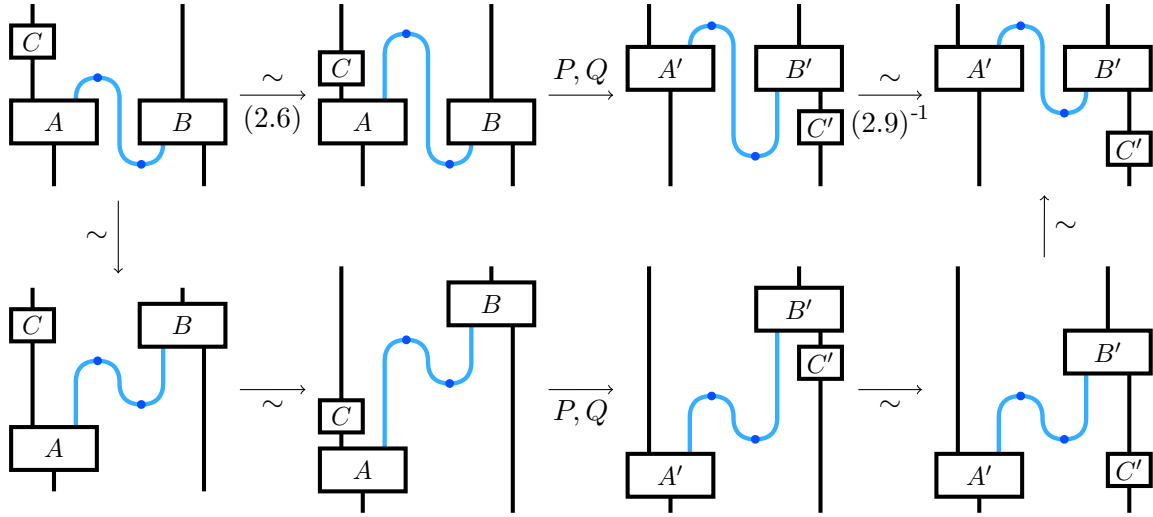 C A B
∼
(2.6)
C A B
P, Q
A′ B′ C′
∼
(2.9)⁻¹
A′ B′ C′
∼
∼
C B A
∼
B C A
P, Q
B′ C′ A′
∼
B′ A′ C′